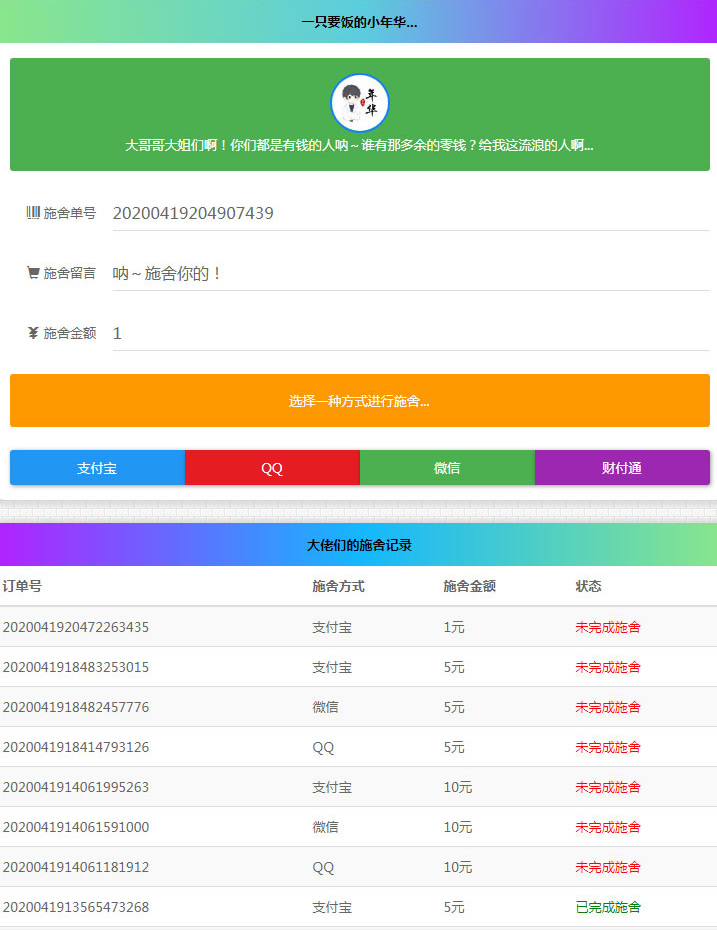 一只要饭的小年华...
年
华
大哥哥大姐们啊！你们都是有钱的人呐～谁有那多余的零钱？给我这流浪的人啊...
施舍单号 20200419204907439
施舍留言 呐～施舍你的！
施舍金额 1
选择一种方式进行施舍...
支付宝 QQ 微信 财付通
大佬们的施舍记录
订单号 施舍方式 施舍金额 状态
2020041920472263435 支付宝 1元 未完成施舍
2020041918483253015 支付宝 5元 未完成施舍
2020041918482457776 微信 5元 未完成施舍
2020041918414793126 QQ 5元 未完成施舍
2020041914061995263 支付宝 10元 未完成施舍
2020041914061591000 微信 10元 未完成施舍
2020041914061181912 QQ 10元 未完成施舍
2020041913565473268 支付宝 5元 已完成施舍